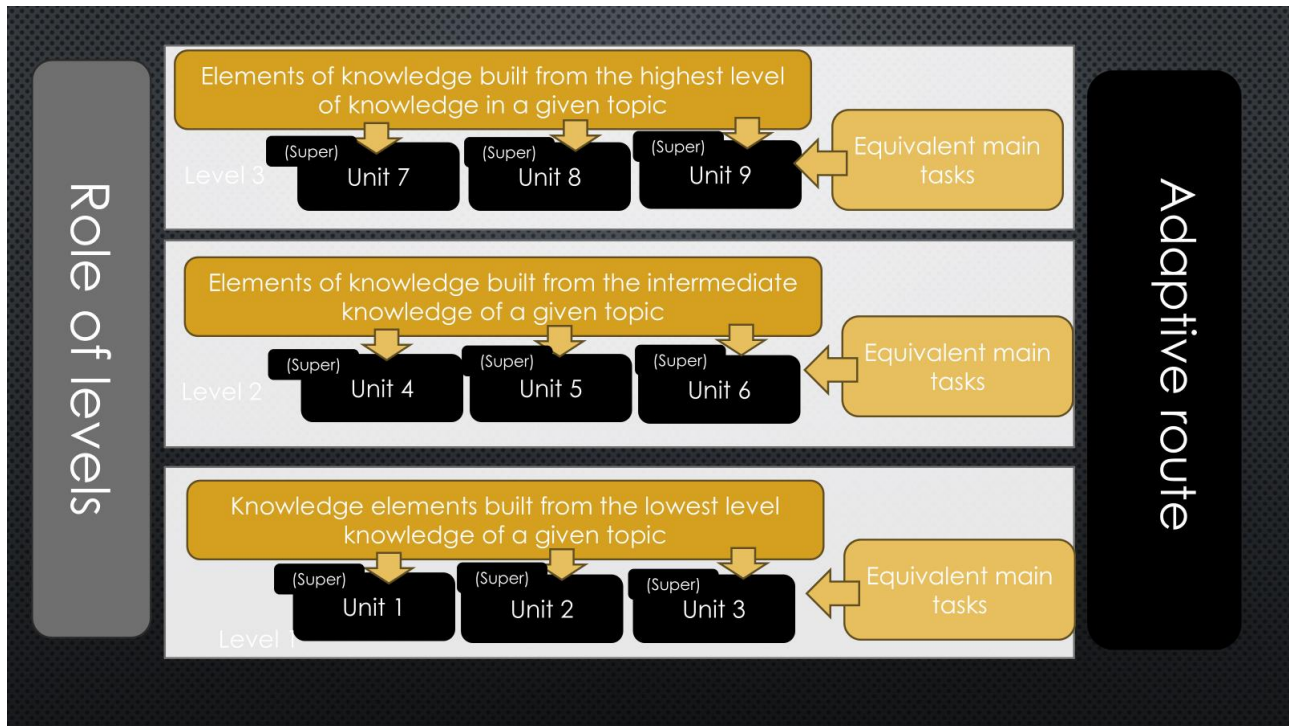 Role of levels
Elements of knowledge built from the highest level
of knowledge in a given topic
(Super)
(Super)
(Super)
Level 3
Unit 7
Unit 8
Unit 9
Equivalent main
tasks
Elements of knowledge built from the intermediate
knowledge of a given topic
(Super)
(Super)
(Super)
Level 2
Unit 4
Unit 5
Unit 6
Equivalent main
tasks
Knowledge elements built from the lowest level
knowledge of a given topic
(Super)
(Super)
(Super)
Unit 1
Unit 2
Unit 3
Level 1
Equivalent main
tasks
Adaptive route